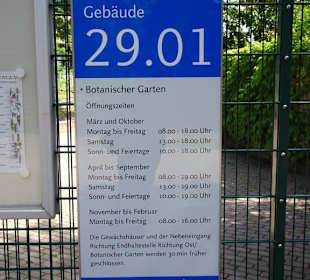 Gebäude
29.01
• Botanischer Garten
Öffnungszeiten
März und Oktober
Montag bis Freitag 08.00 - 18.00 Uhr
Samstag 13.00 - 18.00 Uhr
Sonn- und Feiertage 10.00 - 18.00 Uhr
April bis September
Montag bis Freitag 08.00 - 19.00 Uhr
Samstag 13.00 - 19.00 Uhr
Sonn- und Feiertage 10.00 - 19.00 Uhr
November bis Februar
Montag bis Freitag 08.00 - 16.00 Uhr
Die Gewächshäuser und der Nebeneingang
Richtung Endhaltestelle Richtung Ost/
Botanischer Garten werden 30 min früher
geschlossen.